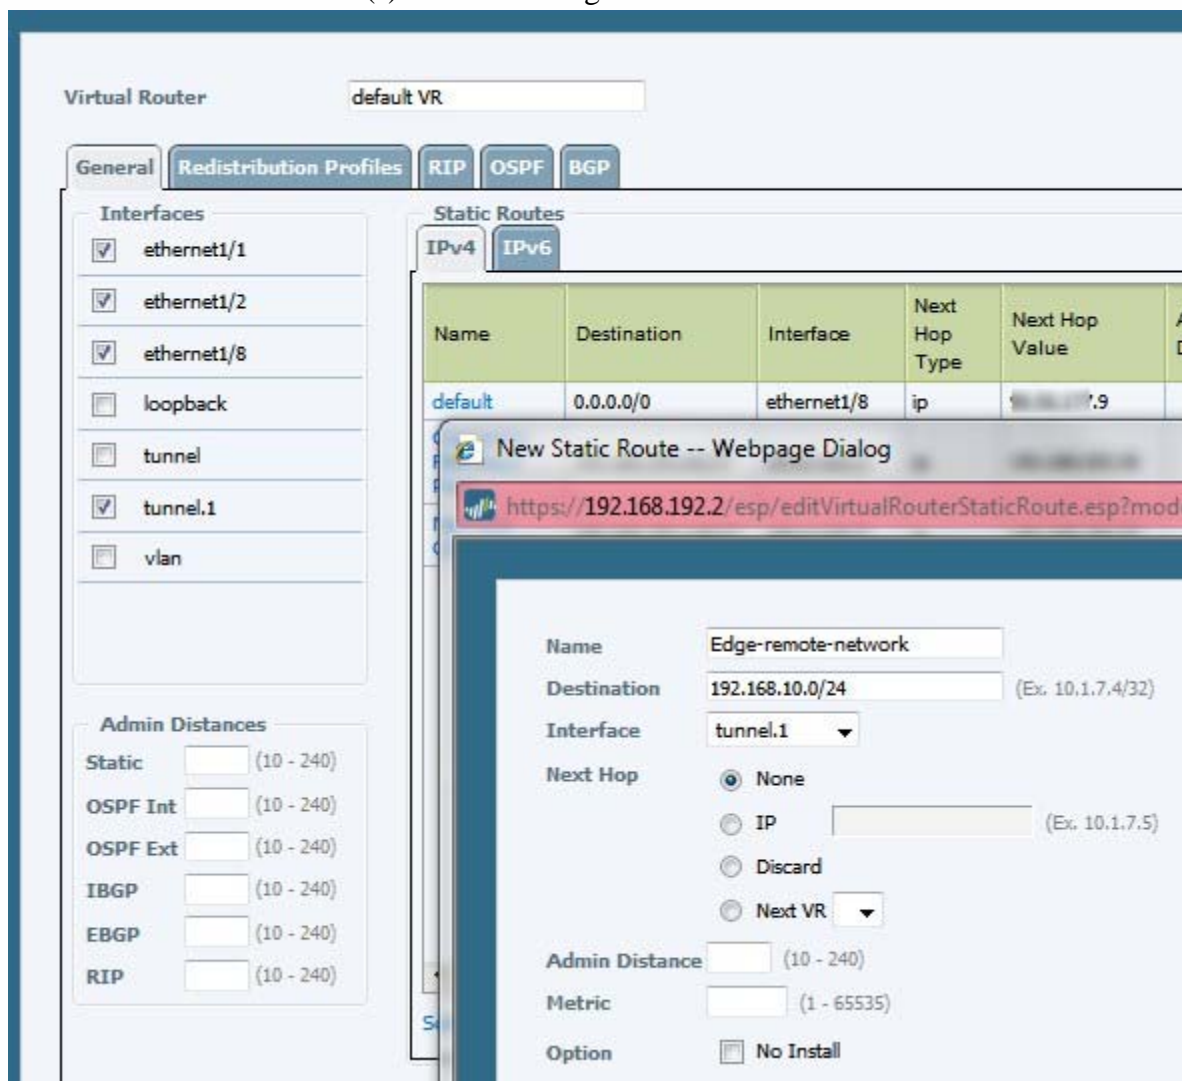 Virtual Router default VR
General Redistribution Profiles RIP OSPF BGP
Interfaces
ethernet1/1
ethernet1/2
ethernet1/8
loopback
tunnel
tunnel.1
vlan
Admin Distances
Static (10 - 240)
OSPF Int (10 - 240)
OSPF Ext (10 - 240)
IBGP (10 - 240)
EBGP (10 - 240)
RIP (10 - 240)
Static Routes
IPv4 IPv6
Name Destination Interface Next Hop Type Next Hop Value
default 0.0.0.0/0 ethernet1/8 ip .9
New Static Route -- Webpage Dialog
https://192.168.192.2/esp/editVirtualRouterStaticRoute.esp?mod
Name Edge-remote-network
Destination 192.168.10.0/24 (Ex. 10.1.7.4/32)
Interface tunnel.1
Next Hop None
IP (Ex. 10.1.7.5)
Discard
Next VR
Admin Distance (10 - 240)
Metric (1 - 65535)
Option No Install